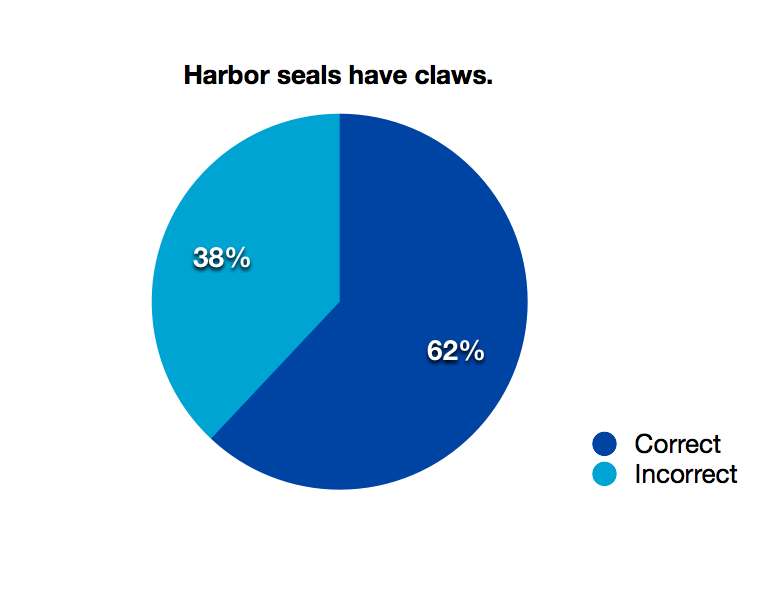 Harbor seals have claws.
38%
62%
Correct
Incorrect